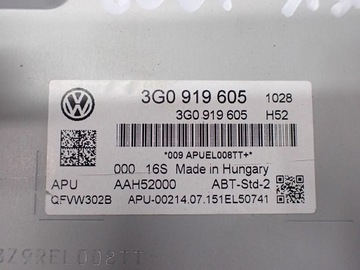 3G0 919 605 1028
3G0 919 605 H52
*009 APUEL008TT+*
000 16S Made in Hungary
APU AAH52000 ABT-Std-2
QFVW302B APU-00214.07.151EL50741